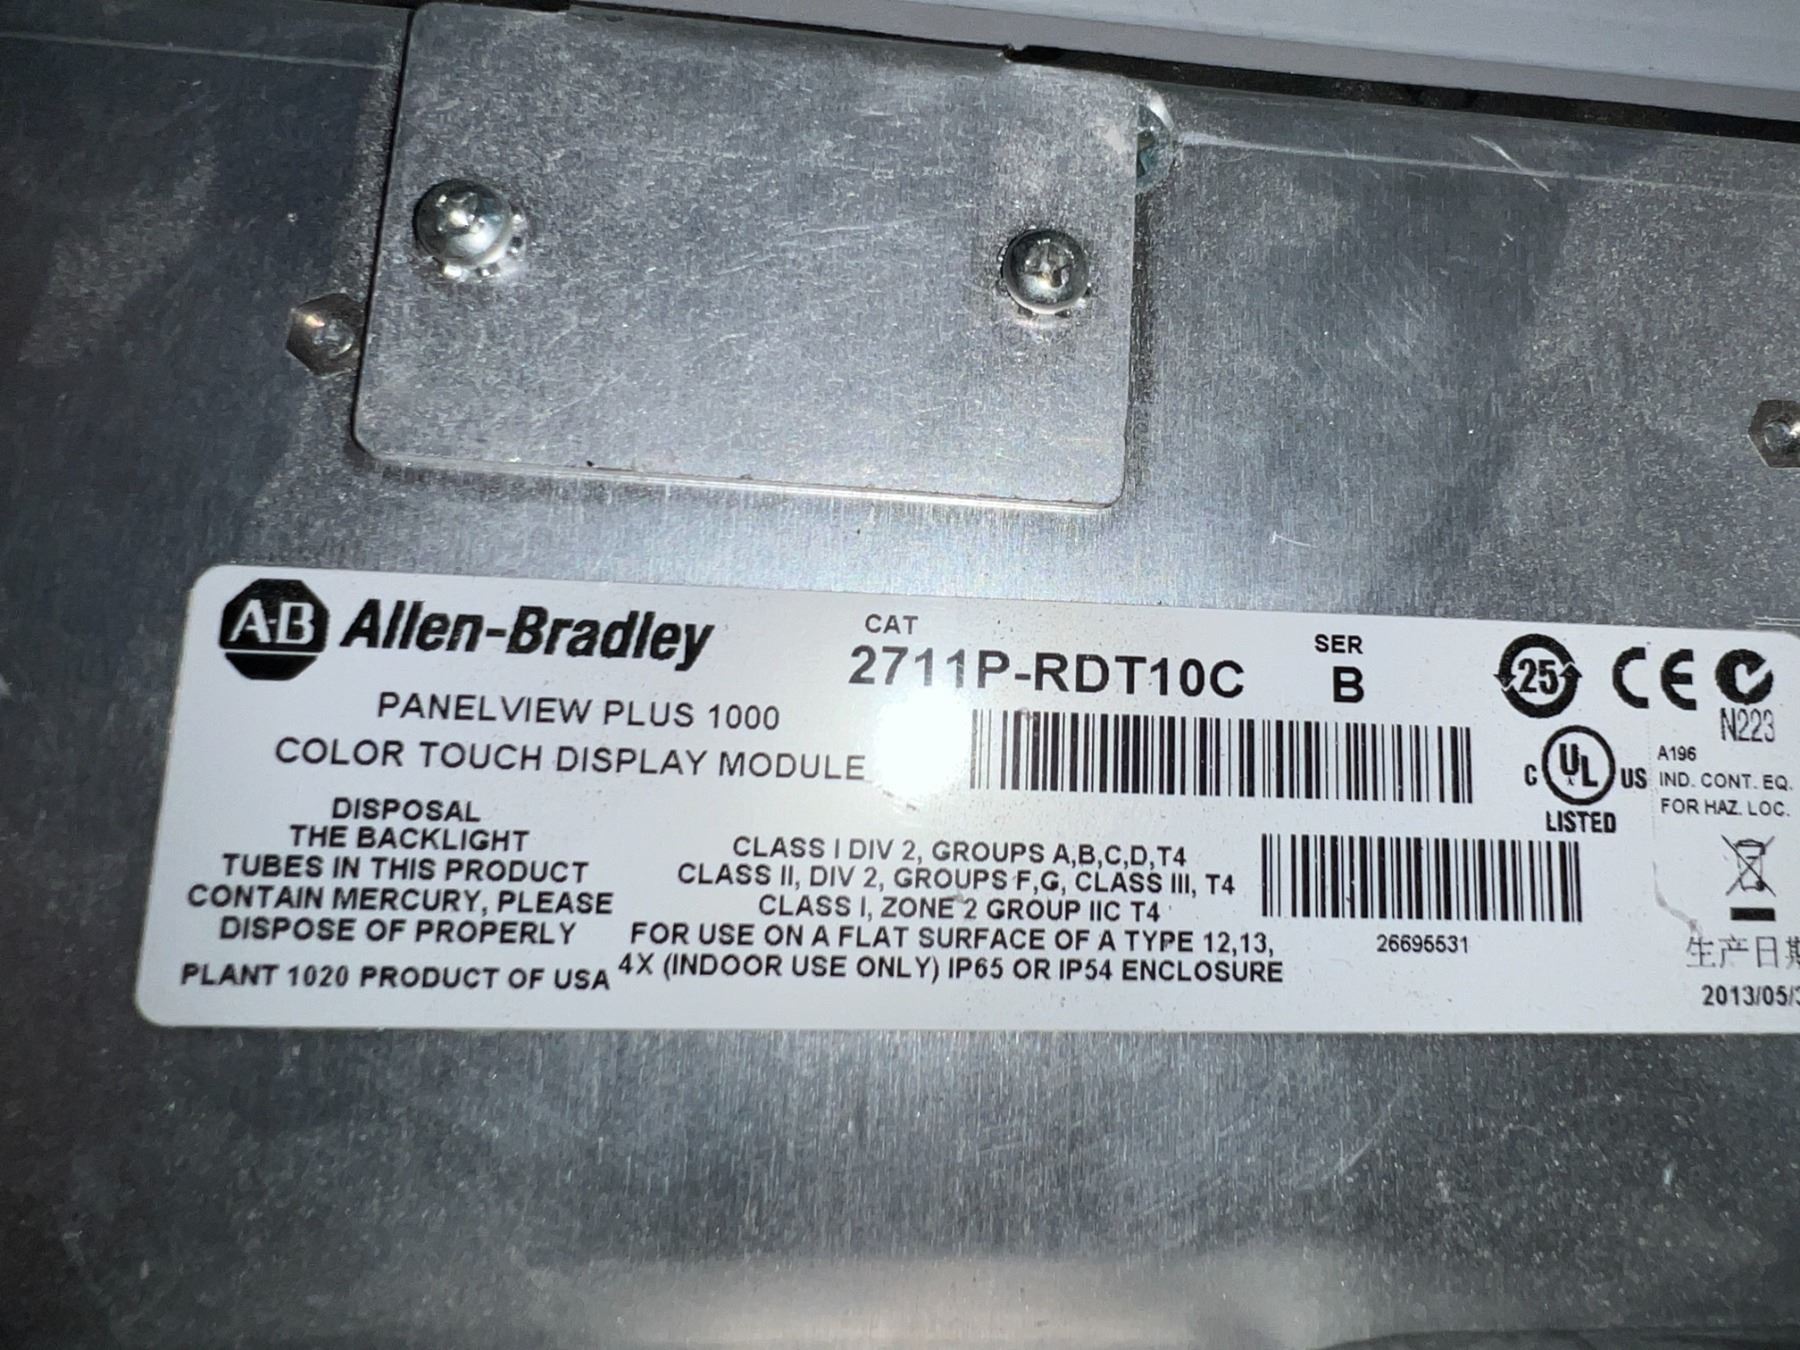 A-B Allen-Bradley
PANELVIEW PLUS 1000
COLOR TOUCH DISPLAY MODULE
DISPOSAL
THE BACKLIGHT
TUBES IN THIS PRODUCT
CONTAIN MERCURY, PLEASE
DISPOSE OF PROPERLY
PLANT 1020 PRODUCT OF USA
CAT
2711P-RDT10C
SER
B
CLASS I DIV 2, GROUPS A,B,C,D,T4
CLASS II, DIV 2, GROUPS F,G, CLASS III, T4
CLASS I, ZONE 2 GROUP IIC T4
FOR USE ON A FLAT SURFACE OF A TYPE 12,13,
4X (INDOOR USE ONLY) IP65 OR IP54 ENCLOSURE
26695531
25
CE
N223
C UL US
LISTED
A196
IND. CONT. EQ.
FOR HAZ. LOC.
生产日期
2013/05/